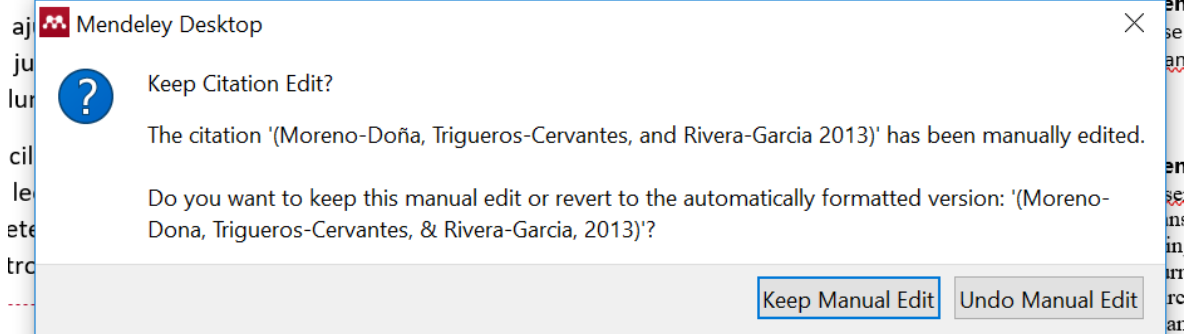 Mendeley Desktop
Keep Citation Edit?
The citation '(Moreno-Doña, Trigueros-Cervantes, and Rivera-Garcia 2013)' has been manually edited.
Do you want to keep this manual edit or revert to the automatically formatted version: '(Moreno-
Dona, Trigueros-Cervantes, & Rivera-Garcia, 2013)'?
Keep Manual Edit Undo Manual Edit